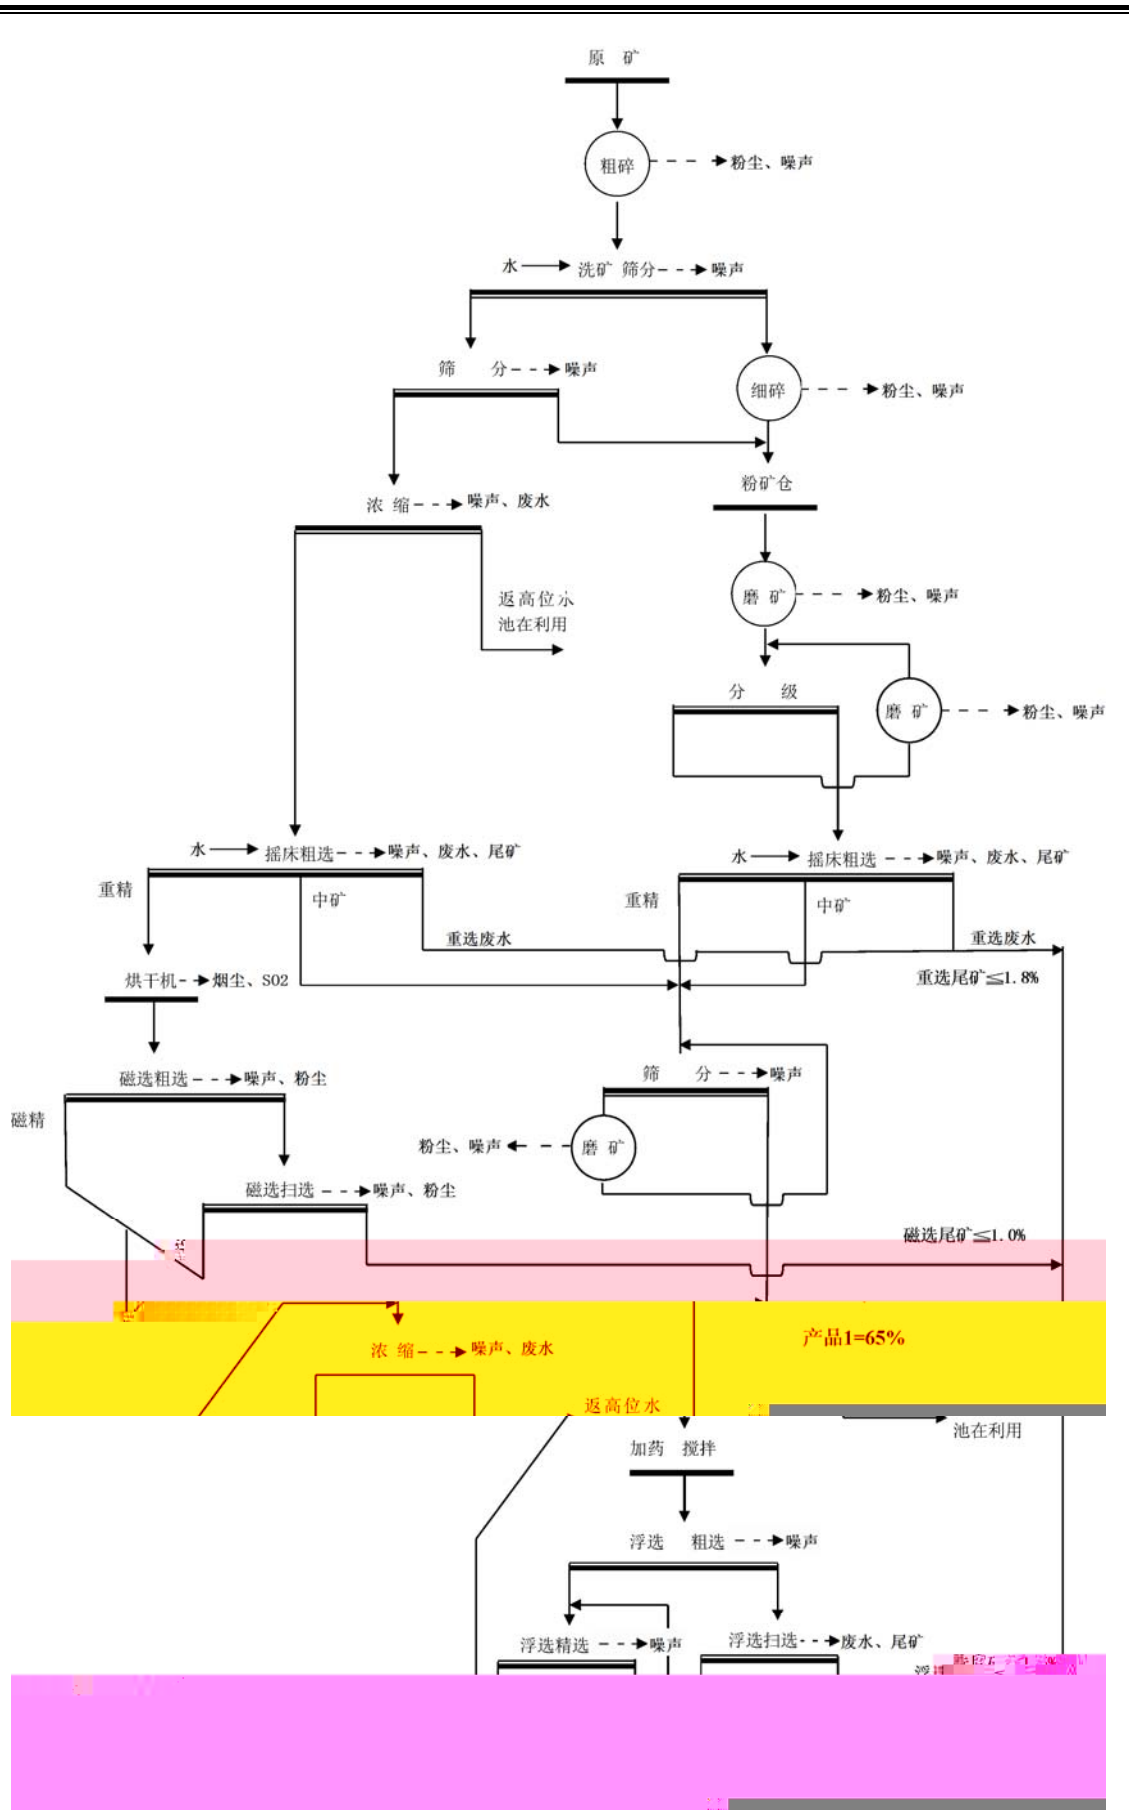 原 矿
粗碎
粉尘、噪声
水
洗矿 筛分
噪声
筛 分
噪声
细碎
粉尘、噪声
浓 缩
噪声、废水
粉矿仓
返高位水
池在利用
磨 矿
粉尘、噪声
分 级
磨 矿
粉尘、噪声
水
摇床粗选
噪声、废水、尾矿
水
摇床粗选
噪声、废水、尾矿
重精
中矿
重精
中矿
重选废水
重选废水
烘干机
烟尘、SO2
重选尾矿≦1.8%
磁选粗选
噪声、粉尘
筛 分
噪声
磁精
粉尘、噪声
磨 矿
磁选扫选
噪声、粉尘
磁选尾矿≦1.0%
产品1=65%
浓 缩
噪声、废水
返高位水
池在利用
加药 搅拌
浮选 粗选
噪声
浮选精选
噪声
浮选扫选
废水、尾矿